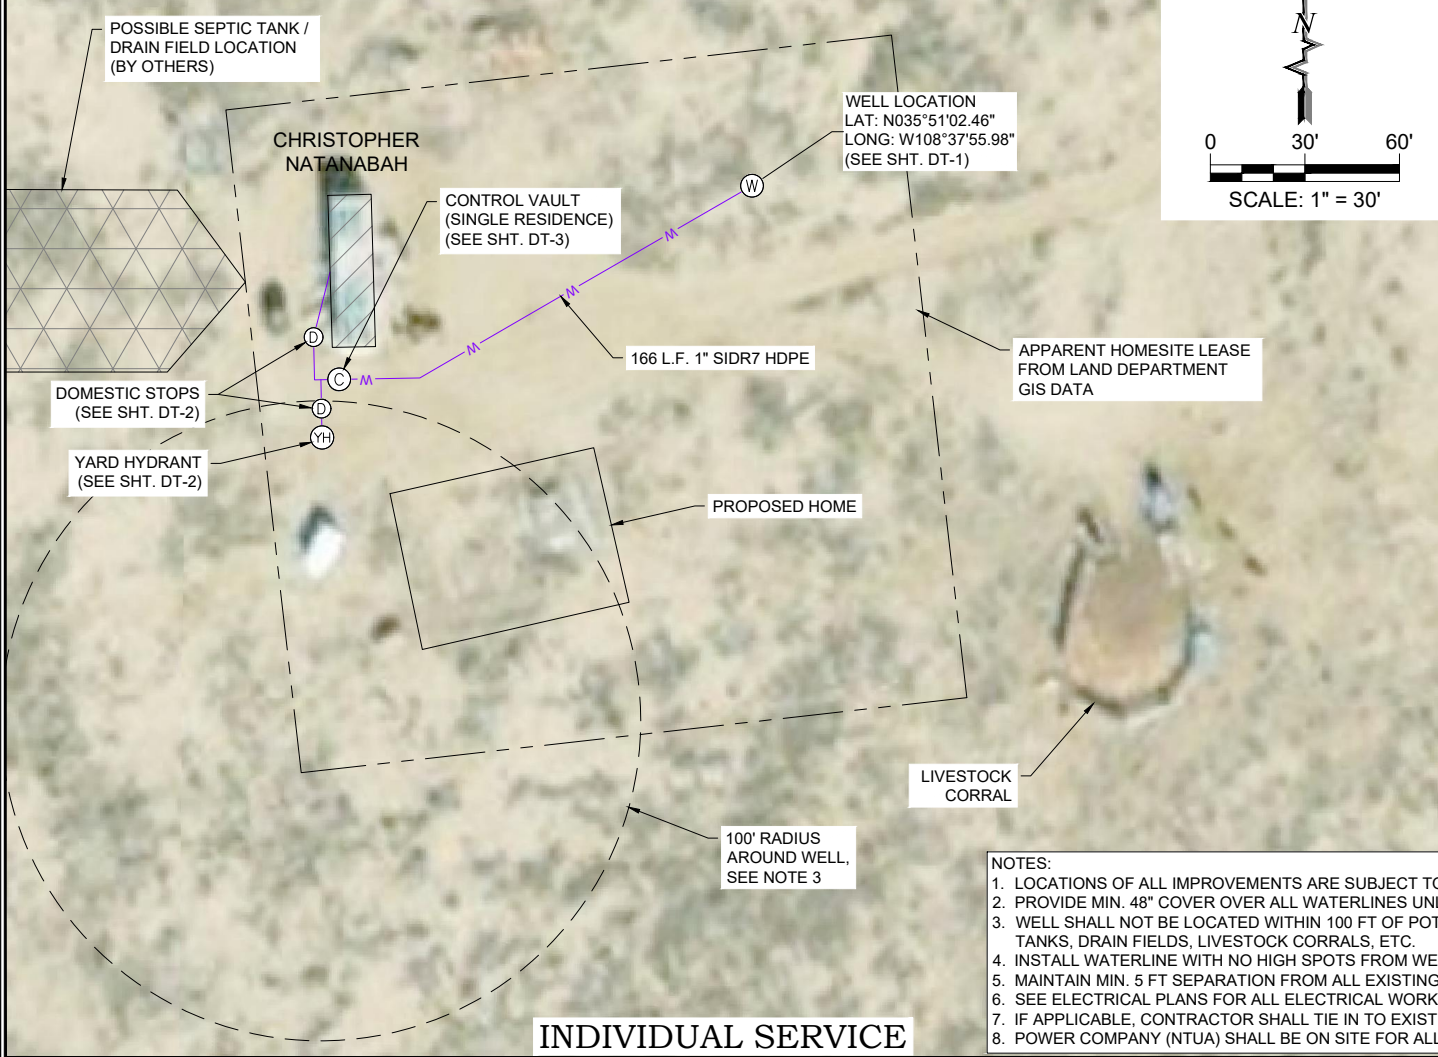 POSSIBLE SEPTIC TANK /
DRAIN FIELD LOCATION
(BY OTHERS)
N
0 30' 60'
SCALE: 1" = 30'
WELL LOCATION
LAT: N035°51'02.46"
LONG: W108°37'55.98"
(SEE SHT. DT-1)
CHRISTOPHER
NATANABAH
W
CONTROL VAULT
(SINGLE RESIDENCE)
(SEE SHT. DT-3)
W
W
D
W
166 L.F. 1" SIDR7 HDPE
APPARENT HOMESITE LEASE
FROM LAND DEPARTMENT
GIS DATA
C
W
DOMESTIC STOPS
(SEE SHT. DT-2)
D
YH
YARD HYDRANT
(SEE SHT. DT-2)
PROPOSED HOME
LIVESTOCK
CORRAL
100' RADIUS
AROUND WELL,
SEE NOTE 3
NOTES:
1. LOCATIONS OF ALL IMPROVEMENTS ARE SUBJECT TO
2. PROVIDE MIN. 48" COVER OVER ALL WATERLINES UNL
3. WELL SHALL NOT BE LOCATED WITHIN 100 FT OF POT
TANKS, DRAIN FIELDS, LIVESTOCK CORRALS, ETC.
4. INSTALL WATERLINE WITH NO HIGH SPOTS FROM WE
5. MAINTAIN MIN. 5 FT SEPARATION FROM ALL EXISTING
6. SEE ELECTRICAL PLANS FOR ALL ELECTRICAL WORK
7. IF APPLICABLE, CONTRACTOR SHALL TIE IN TO EXIST
8. POWER COMPANY (NTUA) SHALL BE ON SITE FOR ALL
INDIVIDUAL SERVICE